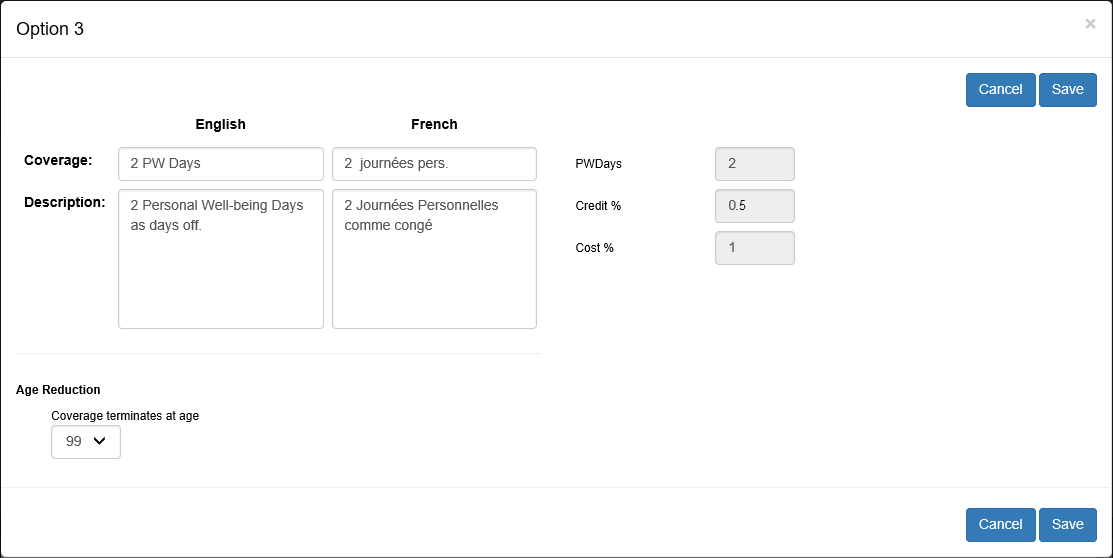 Option 3
×
Cancel Save
English French
Coverage: 2 PW Days 2  journées pers. PWDays 2
Description: 2 Personal Well-being Days 2 Journées Personnelles Credit % 0.5
as days off. comme congé
Cost % 1
Age Reduction
Coverage terminates at age
99
Cancel Save